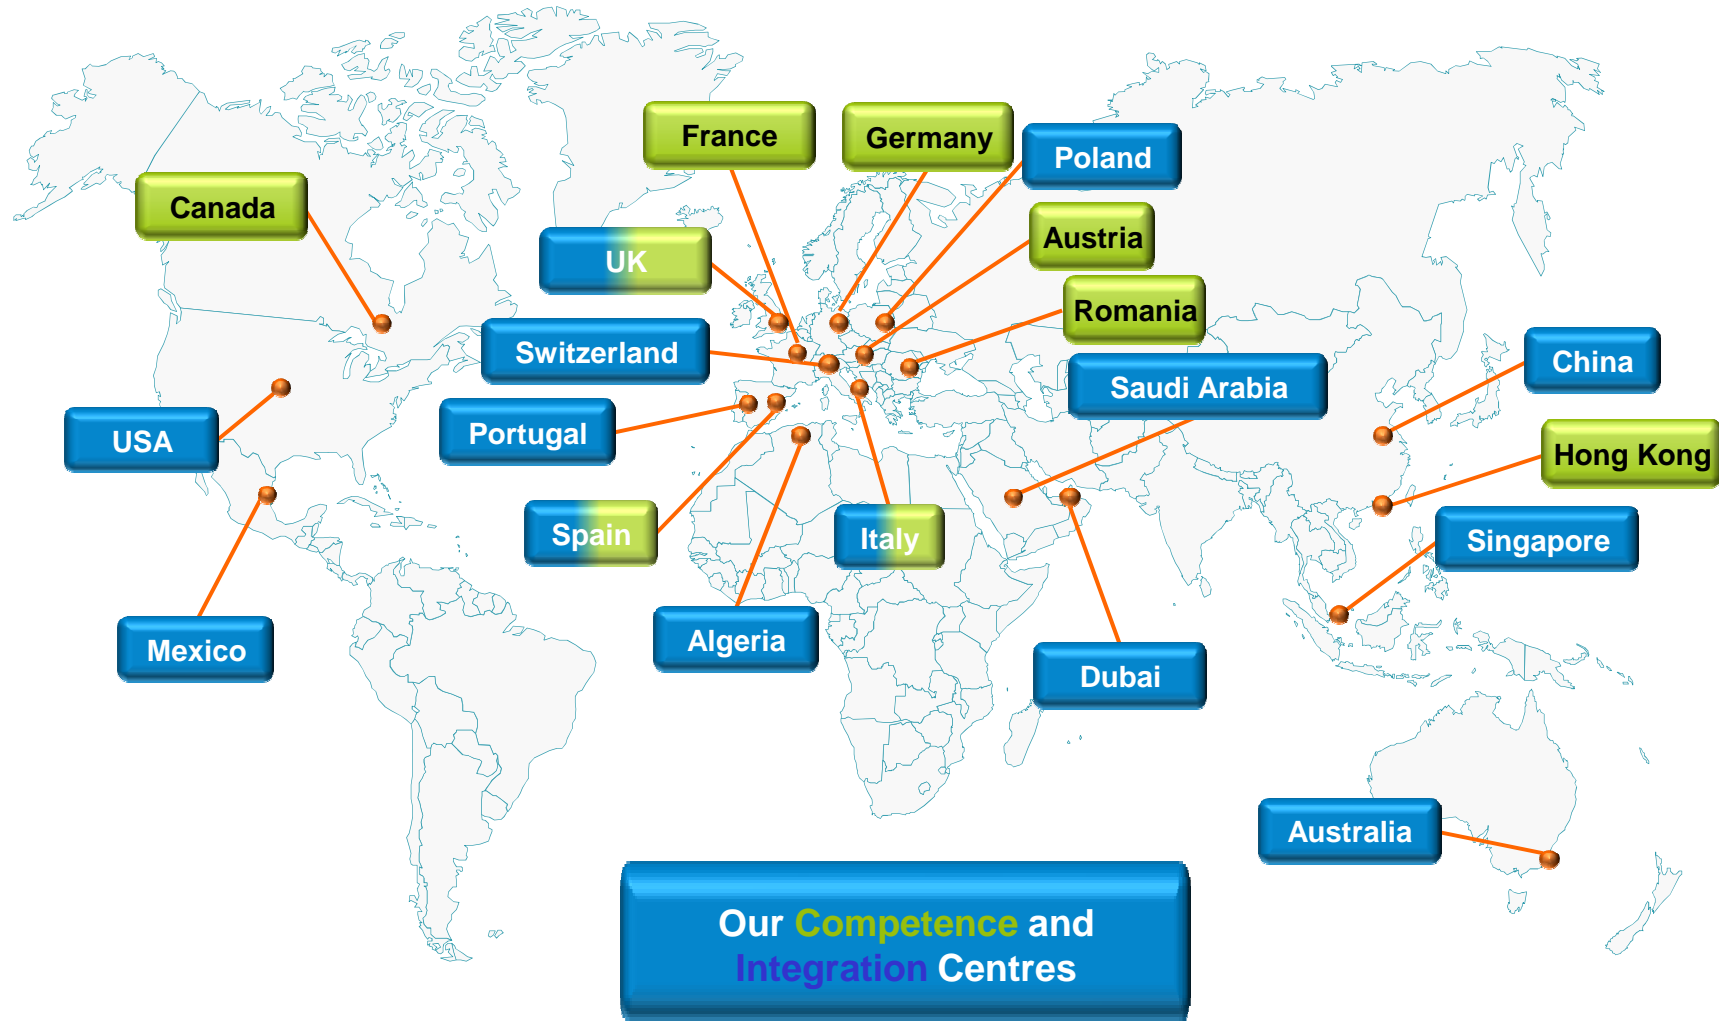 France
Germany
Poland
Canada
Austria
UK
Romania
Switzerland
China
Saudi Arabia
USA
Portugal
Hong Kong
Spain
Italy
Singapore
Mexico
Algeria
Dubai
Australia
Our Competence and
Integration Centres